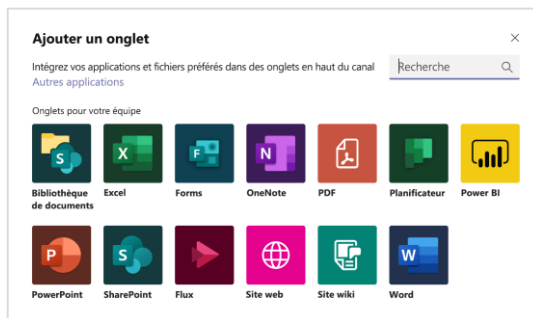 Ajouter un onglet
Intégrez vos applications et fichiers préférés dans des onglets en haut du canal
Recherche
Autres applications
Onglets pour votre équipe
S X F N
Bibliothèque de documents Excel Forms OneNote PDF Planificateur Power BI
P S W
PowerPoint SharePoint Flux Site web Site wiki Word